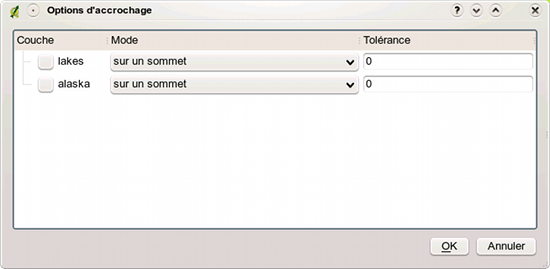 Options d'accrochage
Couche Mode Tolérance
lakes sur un sommet 0
alaska sur un sommet 0
OK Annuler